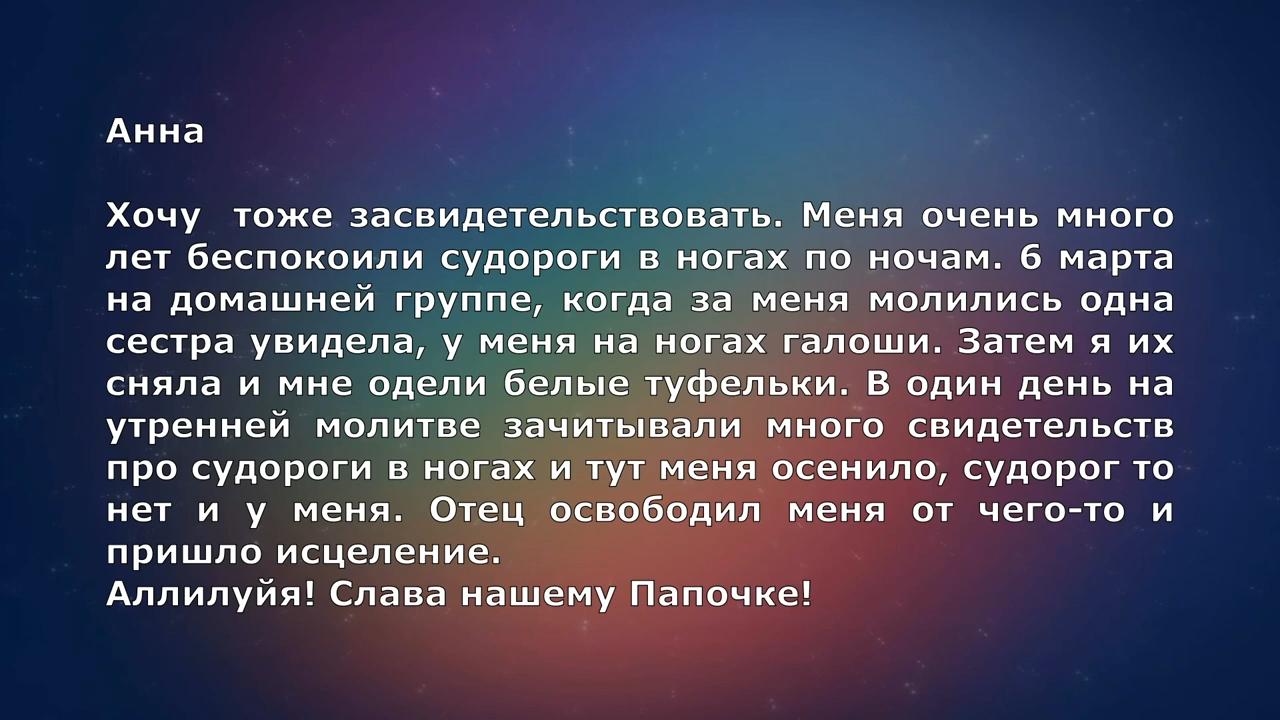 Анна
Хочу тоже засвидетельствовать. Меня очень много
лет беспокоили судороги в ногах по ночам. 6 марта
на домашней группе, когда за меня молились одна
сестра увидела, у меня на ногах галоши. Затем я их
сняла и мне одели белые туфельки. В один день на
утренней молитве зачитывали много свидетельств
про судороги в ногах и тут меня осенило, судорог то
нет и у меня. Отец освободил меня от чего-то и
пришло исцеление.
Аллилуйя! Слава нашему Папочке!